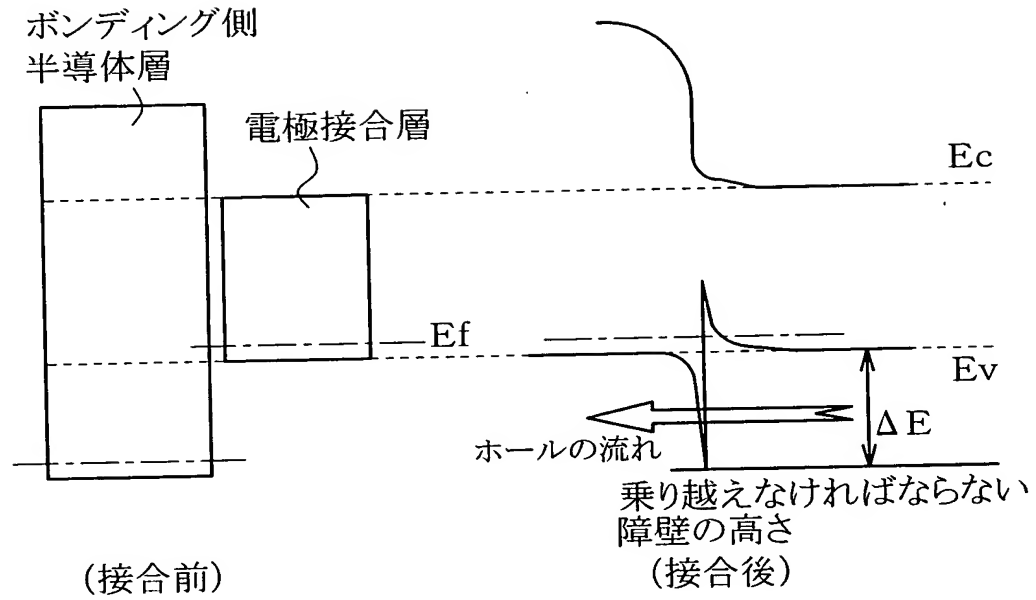 ボンディング側
半導体層
電極接合層
Ec
Ef
Ev
ΔE
ホールの流れ
乗り越えなければならない
障壁の高さ
(接合前)
(接合後)